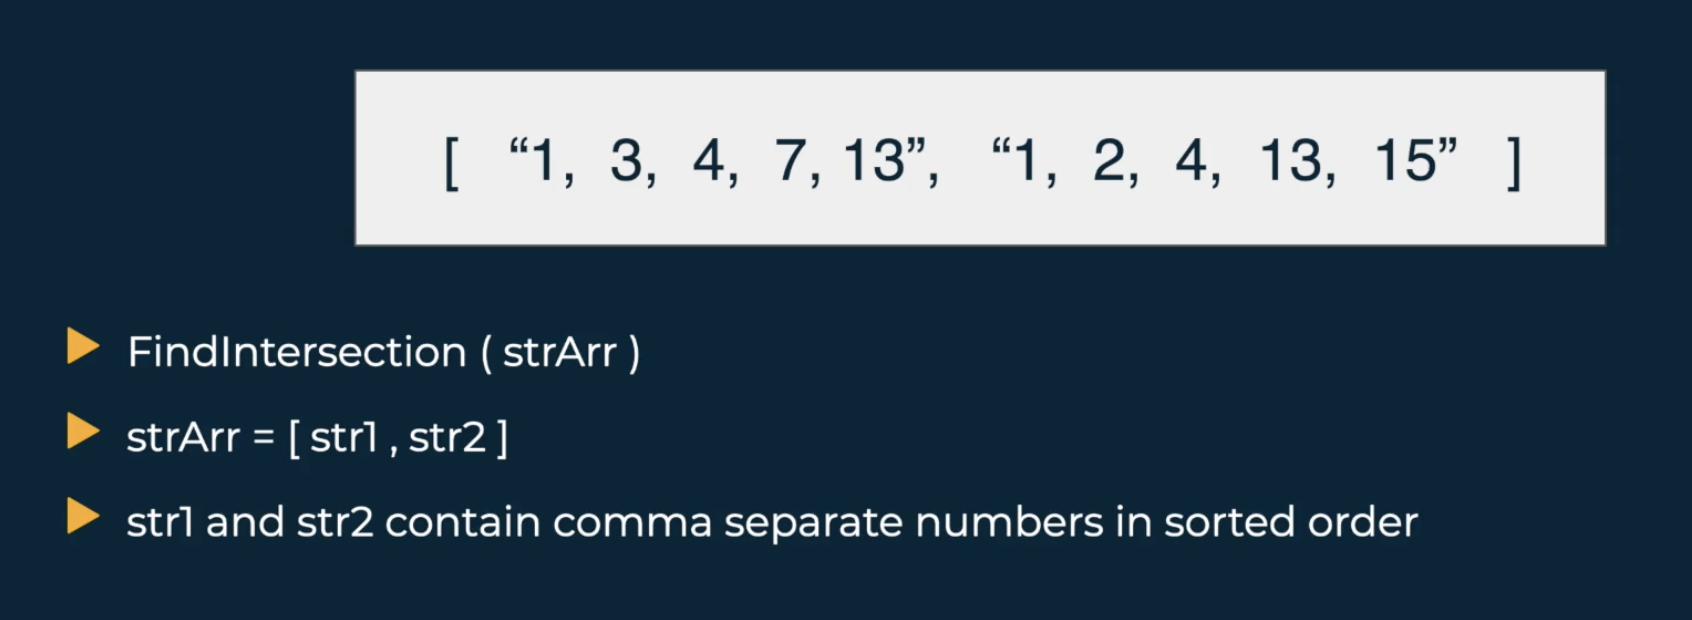 [ “1, 3, 4, 7, 13”, “1, 2, 4, 13, 15” ]
FindIntersection ( strArr )
strArr = [ str1 , str2 ]
str1 and str2 contain comma separate numbers in sorted order